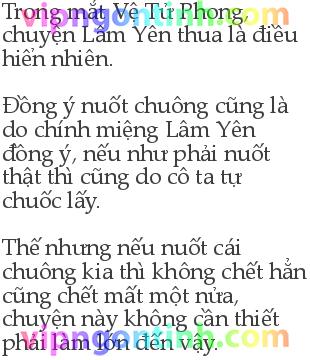 Trong mắt Vệ Tử Phong,
chuyện Lâm Yên thua là điều
hiển nhiên.
Đồng ý nuốt chuông cũng là
do chính miệng Lâm Yên
đồng ý, nếu như phải nuốt
thật thì cũng do cô ta tự
chuốc lấy.
Thế nhưng nếu nuốt cái
chuông kia thì không chết hẳn
cũng chết mất một nửa,
chuyện này không cần thiết
phải làm lớn đến vậy.
vipngontinh.com
vipngontinh.com